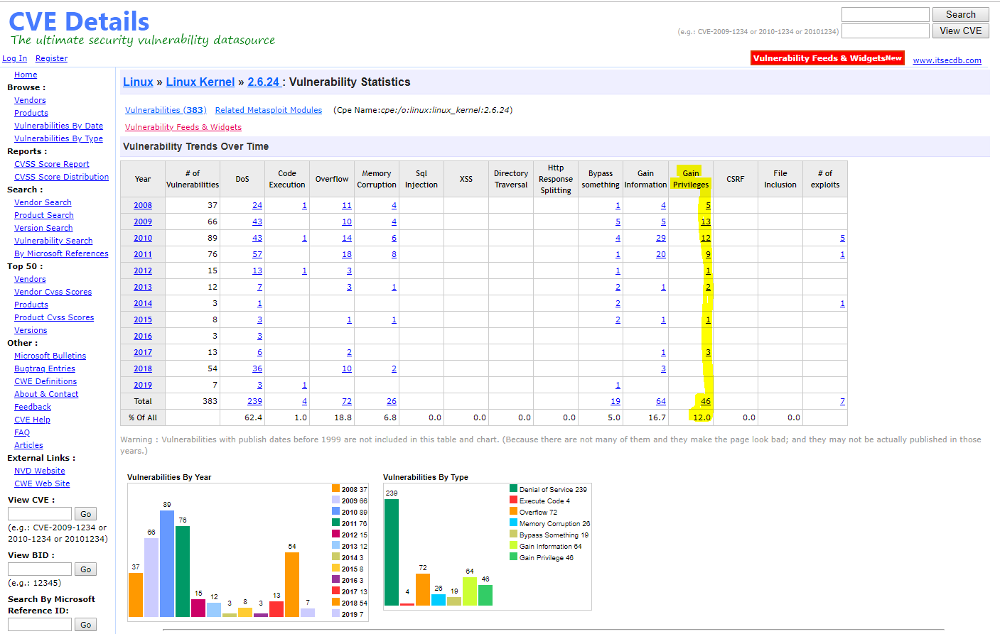 CVE Details
The ultimate security vulnerability datasource
Search
(e.g.: CVE-2009-1234 or 2010-1234 or 20101234)
View CVE
Log In Register
Vulnerability Feeds & WidgetsNew
www.itsecdb.com
Home
Browse :
Vendors
Products
Vulnerabilities By Date
Vulnerabilities By Type
Reports :
CVSS Score Report
CVSS Score Distribution
Search :
Vendor Search
Product Search
Version Search
Vulnerability Search
By Microsoft References
Top 50 :
Vendors
Vendor Cvss Scores
Products
Product Cvss Scores
Versions
Other :
Microsoft Bulletins
Bugtraq Entries
CWE Definitions
About & Contact
Feedback
CVE Help
FAQ
Articles
External Links :
NVD Website
CWE Web Site
View CVE :
Go
(e.g.: CVE-2009-1234 or
2010-1234 or 20101234)
View BID :
Go
(e.g.: 12345)
Search By Microsoft
Reference ID:
Go
Linux » Linux Kernel » 2.6.24 : Vulnerability Statistics
Vulnerabilities (383) Related Metasploit Modules (Cpe Name:cpe:/o:linux:linux_kernel:2.6.24)
Vulnerability Feeds & Widgets
Vulnerability Trends Over Time
Year # of Vulnerabilities DoS Code Execution Overflow Memory Corruption Sql Injection XSS Directory Traversal Http Response Splitting Bypass something Gain Information Gain Privileges CSRF File Inclusion # of exploits
2008 37 24 1 11 4 1 4 5
2009 66 43 10 4 5 5 13
2010 89 43 1 14 6 4 29 12 5
2011 76 57 18 8 1 20 9 1
2012 15 13 1 3 1 1
2013 12 7 3 1 2 1 2
2014 3 1 2 1
2015 8 3 1 1 2 1 1
2016 3 3
2017 13 6 2 1 3
2018 54 36 10 2 3
2019 7 3 1 1
Total 383 239 4 72 26 19 64 46 7
% Of All 62.4 1.0 18.8 6.8 0.0 0.0 0.0 0.0 5.0 16.7 12.0 0.0 0.0
Warning : Vulnerabilities with publish dates before 1999 are not included in this table and chart. (Because there are not many of them and they make the page look bad; and they may not be actually published in those
years.)
Vulnerabilities By Year
37
66
89
76
15
12
3
8
3
13
54
7
2008 37
2009 66
2010 89
2011 76
2012 15
2013 12
2014 3
2015 8
2016 3
2017 13
2018 54
2019 7
Vulnerabilities By Type
239
4
72
26
19
64
46
Denial of Service 239
Execute Code 4
Overflow 72
Memory Corruption 26
Bypass Something 19
Gain Information 64
Gain Privilege 46